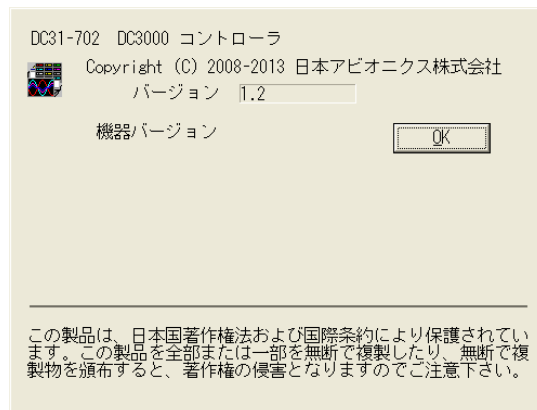 DC31-702 DC3000 コントローラ
Copyright (C) 2008-2013 日本アビオニクス株式会社
バージョン 1.2
機器バージョン
OK
この製品は、日本国著作権法および国際条約により保護されてい
ます。この製品を全部または一部を無断で複製したり、無断で複
製物を頒布すると、著作権の侵害となりますのでご注意下さい。